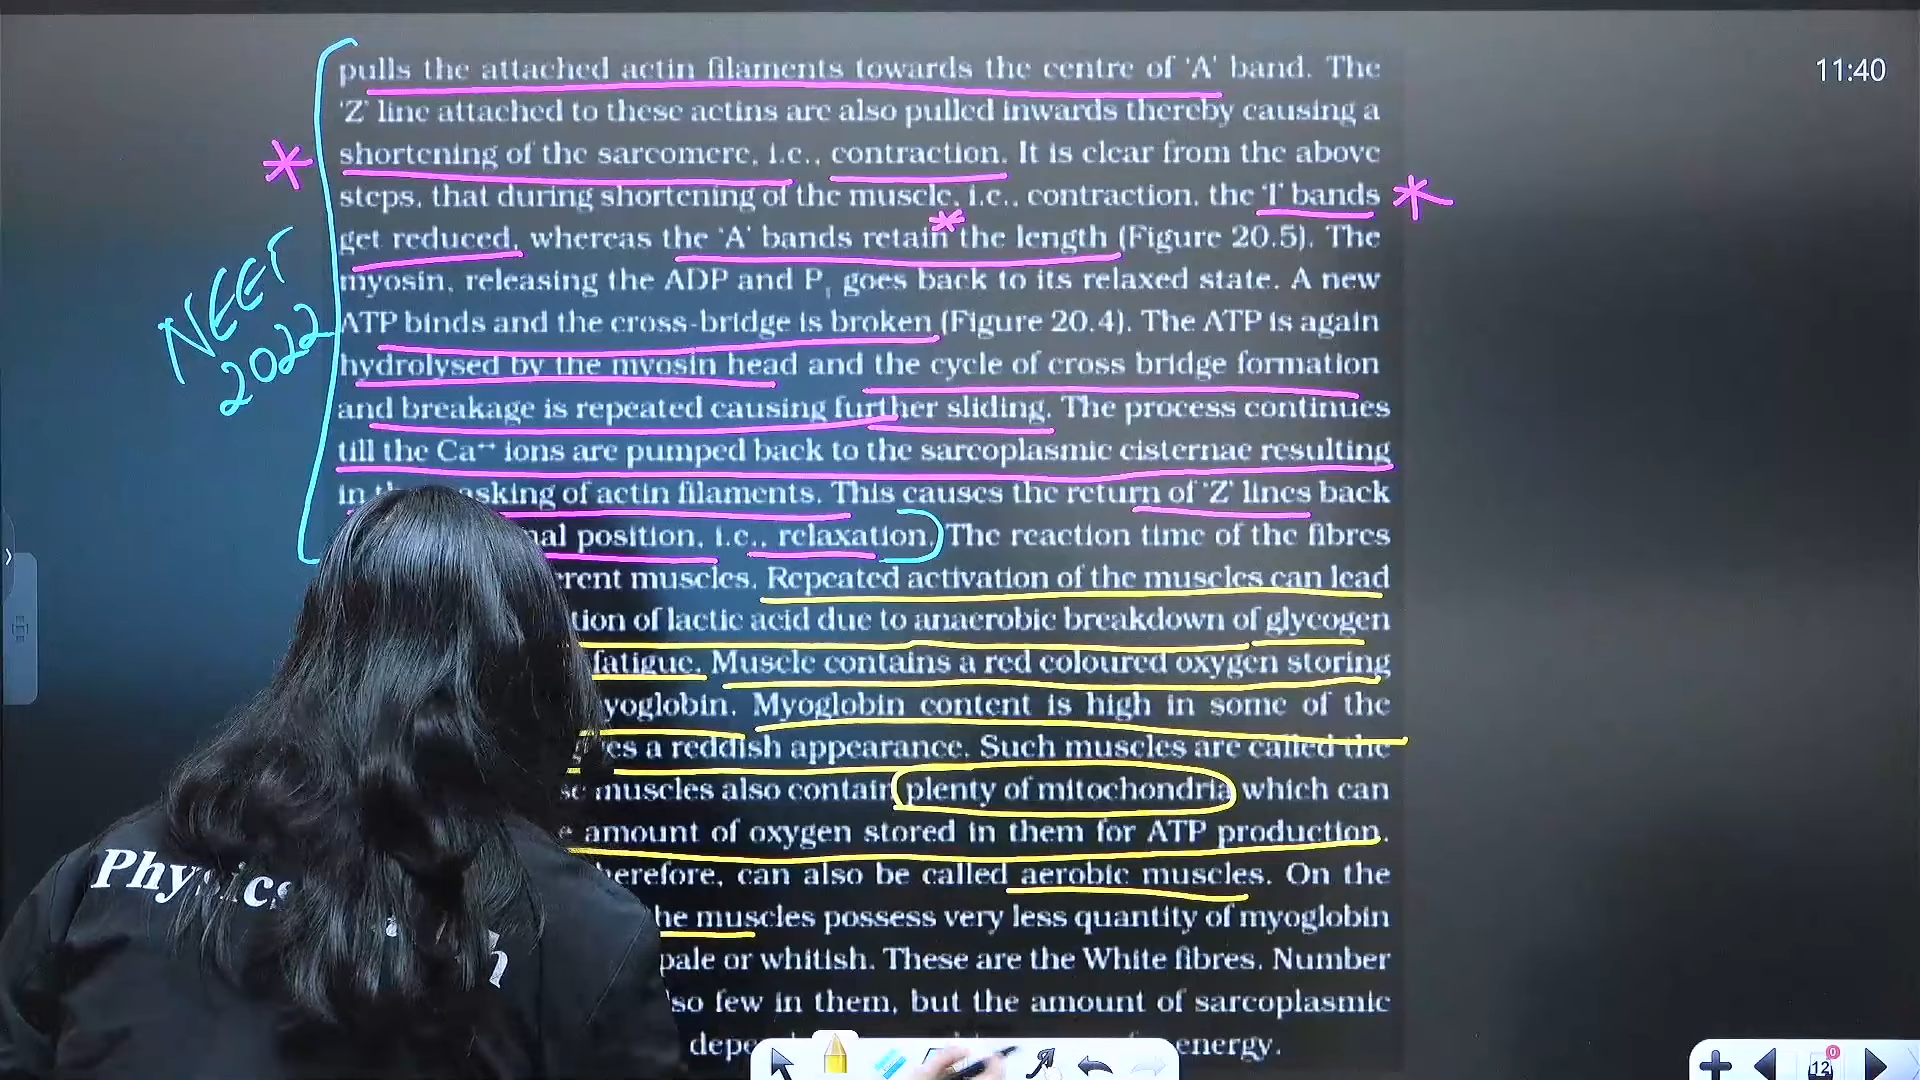 pulls the attached actin filaments towards the centre of 'A' band. The
'Z' line attached to these actins are also pulled inwards thereby causing a
shortening of the sarcomere, i.e., contraction. It is clear from the above
steps, that during shortening of the muscle, i.e., contraction, the 'I' bands
get reduced, whereas the 'A' bands retain the length (Figure 20.5). The
myosin, releasing the ADP and Pi goes back to its relaxed state. A new
ATP binds and the cross-bridge is broken (Figure 20.4). The ATP is again
hydrolysed by the myosin head and the cycle of cross bridge formation
and breakage is repeated causing further sliding. The process continues
till the Ca++ ions are pumped back to the sarcoplasmic cisternae resulting
in asking of actin filaments. This causes the return of 'Z' lines back
nal position, i.e., relaxation. The reaction time of the fibres
erent muscles. Repeated activation of the muscles can lead
tion of lactic acid due to anaerobic breakdown of glycogen
fatigue. Muscle contains a red coloured oxygen storing
yoglobin. Myoglobin content is high in some of the
es a reddish appearance. Such muscles are called the
muscles also contain plenty of mitochondria which can
e amount of oxygen stored in them for ATP production.
herefore, can also be called aerobic muscles. On the
he muscles possess very less quantity of myoglobin
pale or whitish. These are the White fibres. Number
so few in them, but the amount of sarcoplasmic
depe energy.
NEET
2022
11:40
Physics
12
0